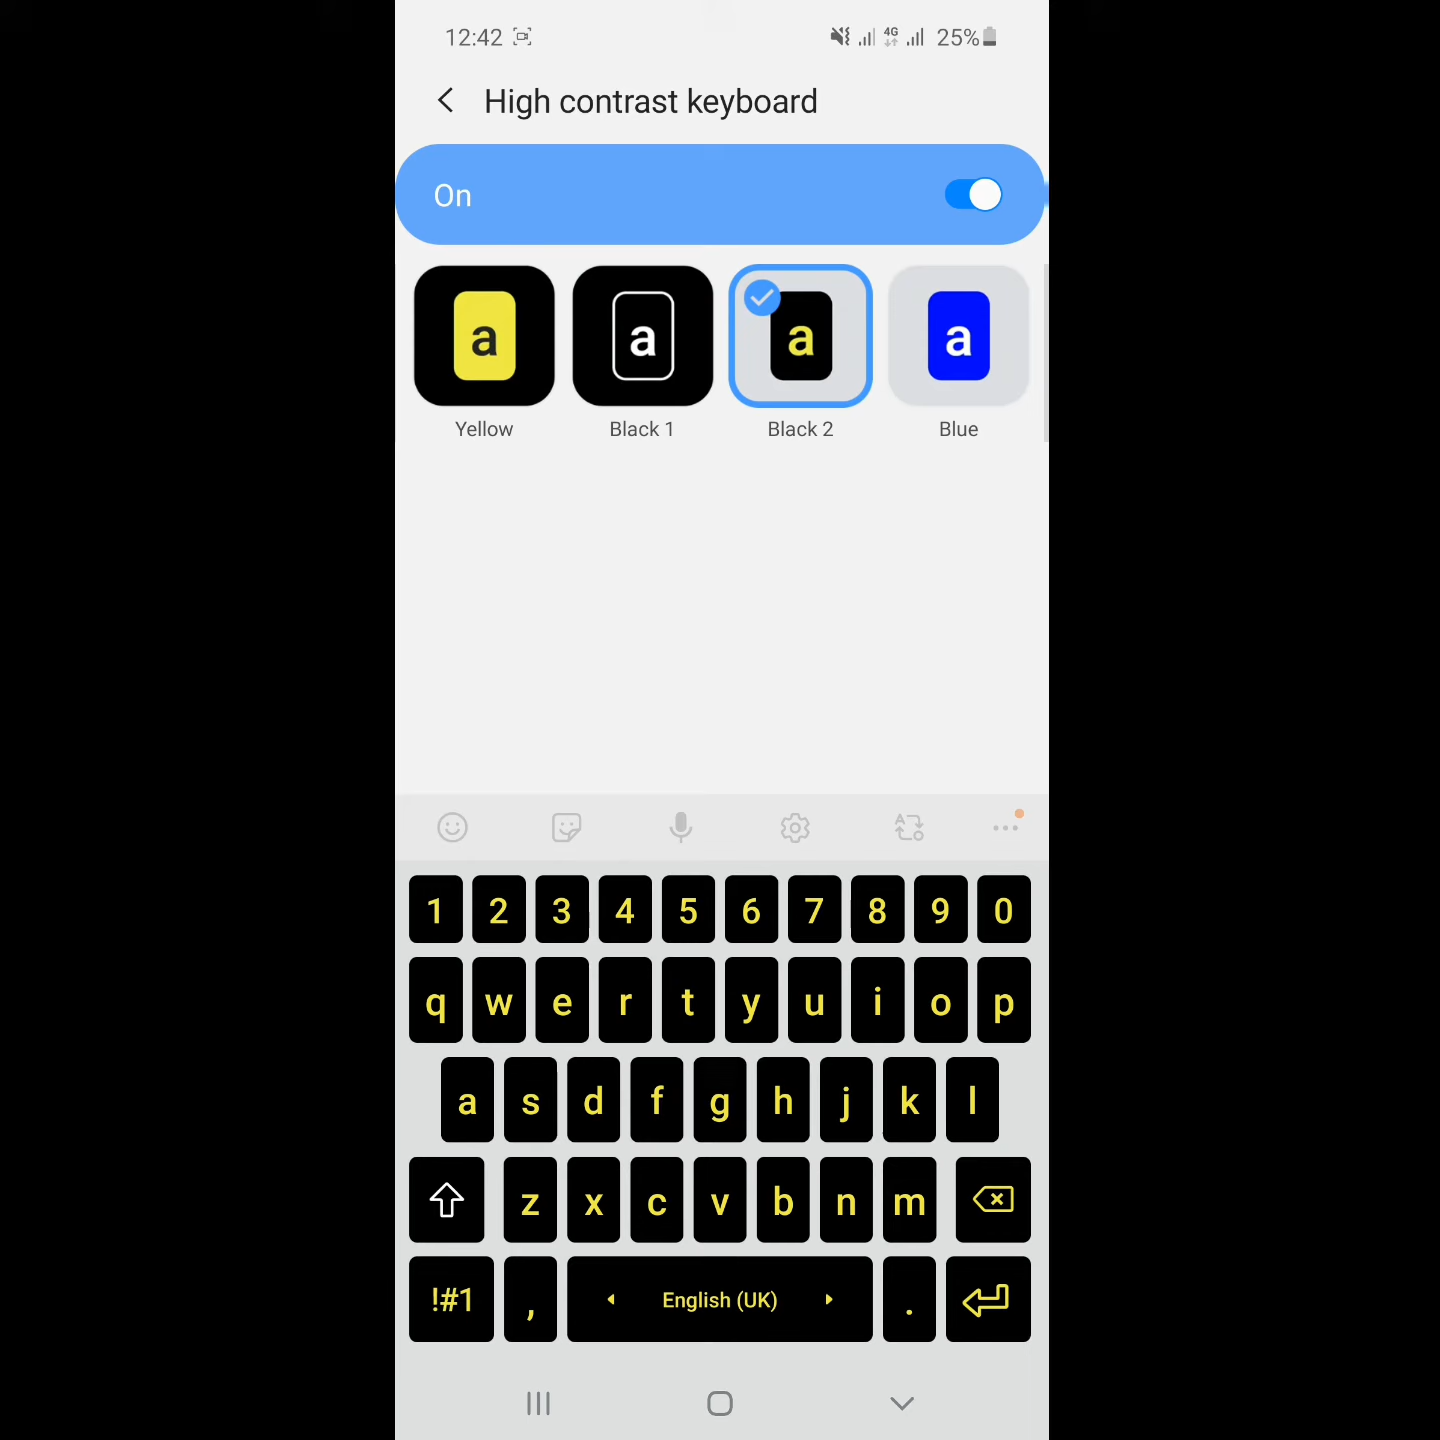 12:42 4G 25%
High contrast keyboard
On
a a a a
Yellow Black 1 Black 2 Blue
1 2 3 4 5 6 7 8 9 0
q w e r t y u i o p
a s d f g h j k l
z x c v b n m
!#1 , English (UK) .